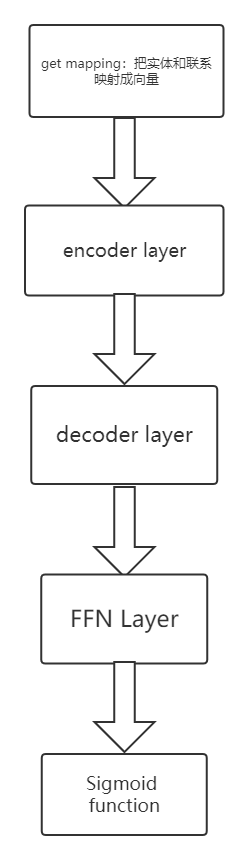 get mapping：把实体和联系
映射成向量
encoder layer
decoder layer
FFN Layer
Sigmoid
function